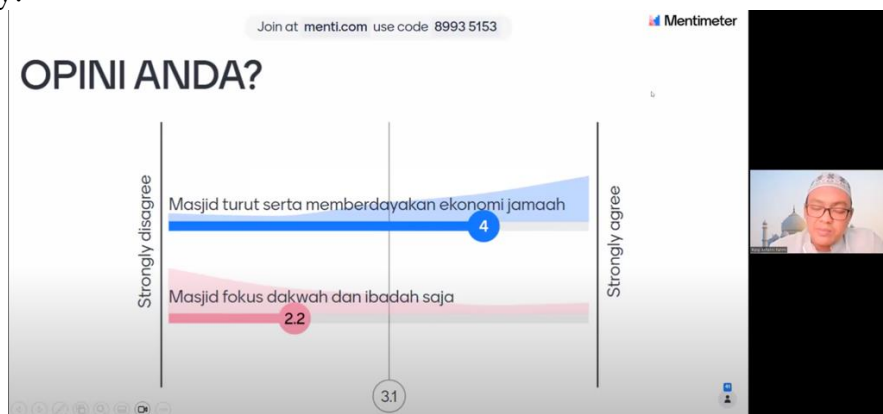 y.
Join at menti.com use code 8993 5153
Mentimeter
OPINI ANDA?
Strongly disagree
Masjid turut serta memberdayakan ekonomi jamaah
4
Masjid fokus dakwah dan ibadah saja
2.2
Strongly agree
3.1